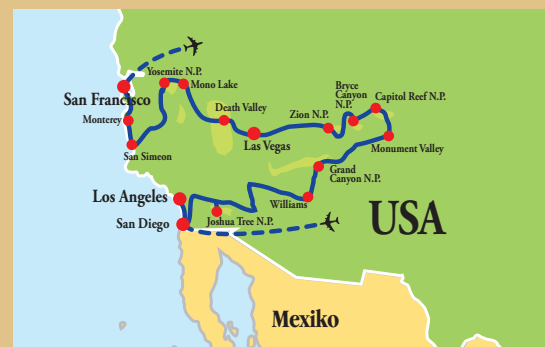 Yosemite N.P.
Mono Lake
San Francisco
Monterey
San Simeon
Death Valley
Las Vegas
Zion N.P.
Bryce
Canyon
N.P.
Capitol Reef N.P.
Monument Valley
Grand
Canyon N.P.
Williams
Los Angeles
San Diego
Joshua Tree N.P.
USA
Mexiko